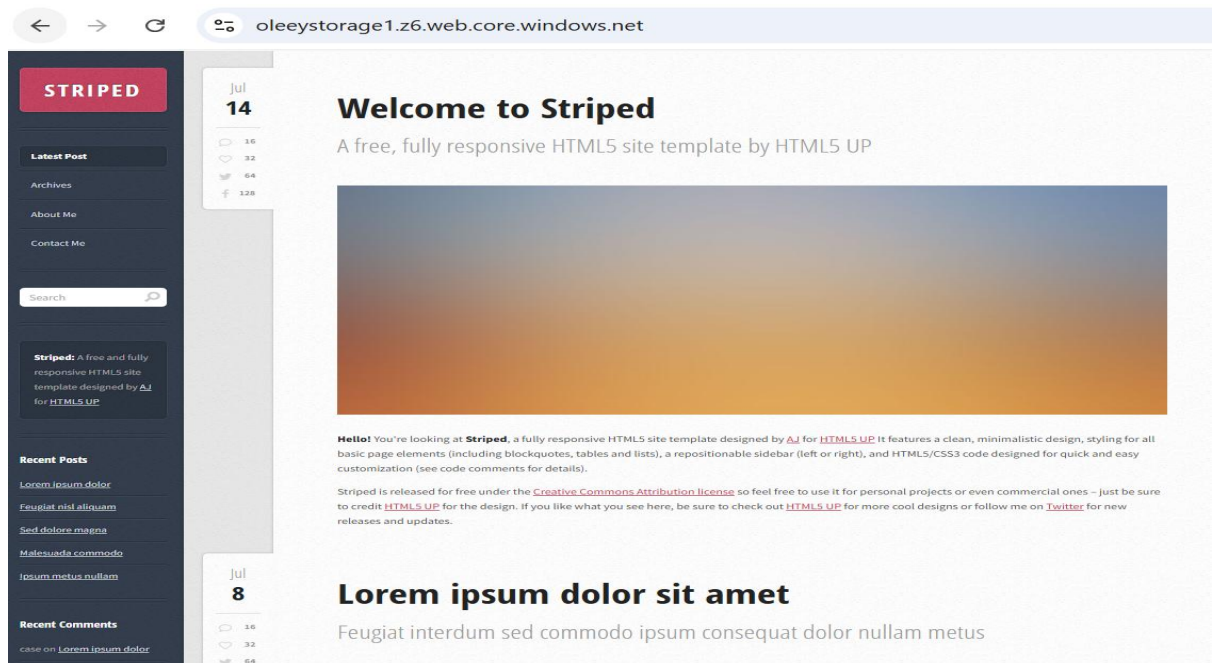 oleeystorage1.z6.web.core.windows.net
STRIPED
Latest Post
Archives
About Me
Contact Me
Search
Striped: A free and fully
responsive HTML5 site
template designed by AJ
for HTML5 UP
Recent Posts
Lorem ipsum dolor
Feugiat nisl aliquam
Sed dolore magna
Malesuada commodo
Ipsum metus nullam
Recent Comments
case on Lorem ipsum dolor
Jul
14
16
32
64
128
Welcome to Striped
A free, fully responsive HTML5 site template by HTML5 UP
Hello! You're looking at Striped, a fully responsive HTML5 site template designed by AJ for HTML5 UP It features a clean, minimalistic design, styling for all
basic page elements (including blockquotes, tables and lists), a repositionable sidebar (left or right), and HTML5/CSS3 code designed for quick and easy
customization (see code comments for details).
Striped is released for free under the Creative Commons Attribution license so feel free to use it for personal projects or even commercial ones – just be sure
to credit HTML5 UP for the design. If you like what you see here, be sure to check out HTML5 UP for more cool designs or follow me on Twitter for new
releases and updates.
Jul
8
16
32
64
Lorem ipsum dolor sit amet
Feugiat interdum sed commodo ipsum consequat dolor nullam metus